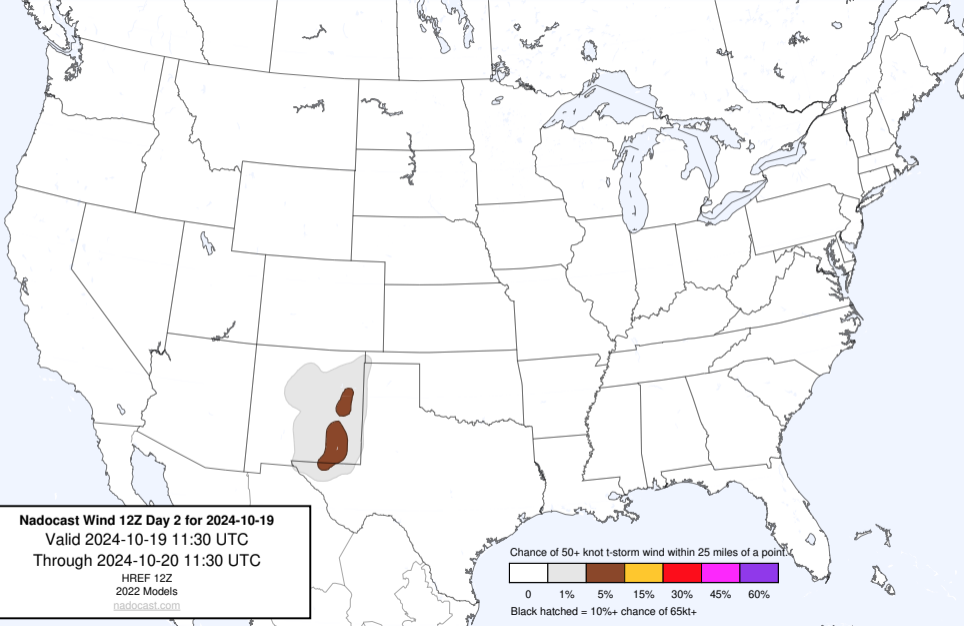 Nadocast Wind 12Z Day 2 for 2024-10-19
Valid 2024-10-19 11:30 UTC
Through 2024-10-20 11:30 UTC
HREF 12Z
2022 Models
nadocast.com
Chance of 50+ knot t-storm wind within 25 miles of a point.
0 1% 5% 15% 30% 45% 60%
Black hatched = 10%+ chance of 65kt+